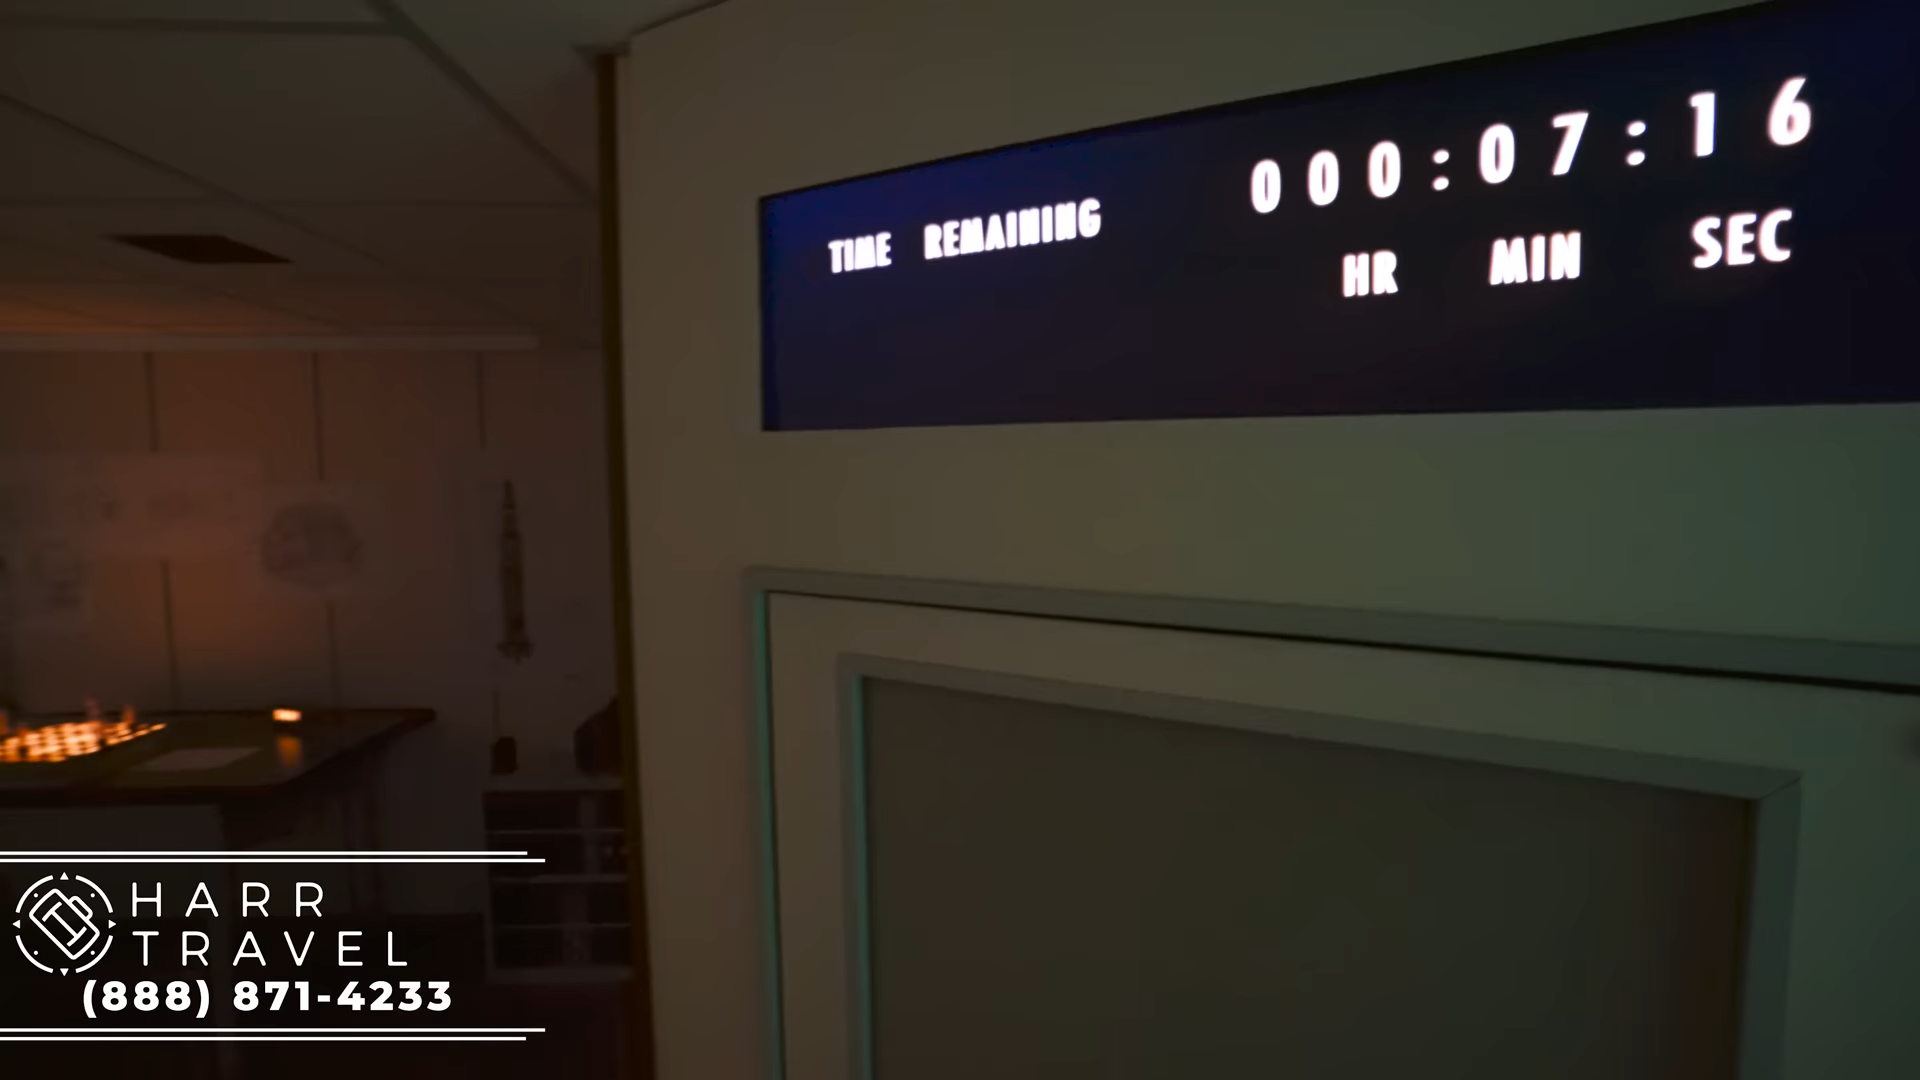 TIME REMAINING
000:07:16
HR MIN SEC
HARR
TRAVEL
(888) 871-4233